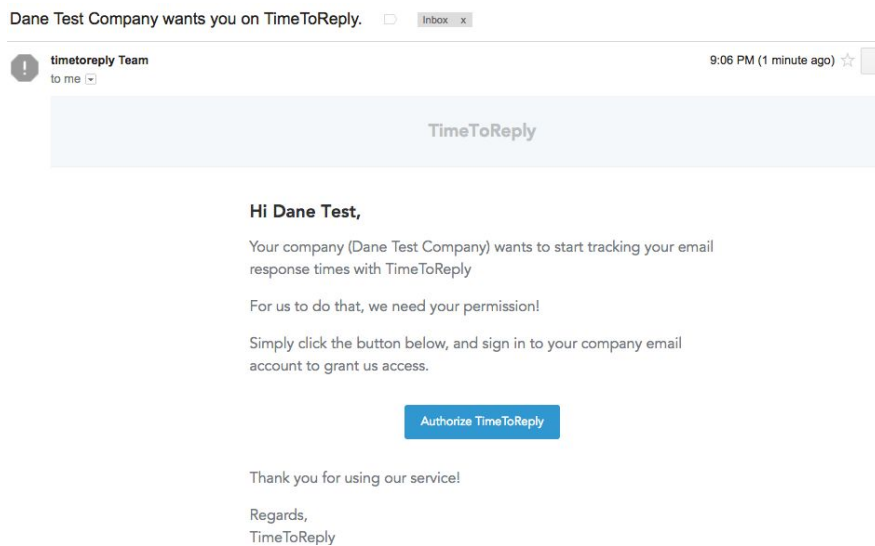 Dane Test Company wants you on TimeToReply.
Inbox x
timetoreply Team
9:06 PM (1 minute ago)
to me
TimeToReply
Hi Dane Test,
Your company (Dane Test Company) wants to start tracking your email
response times with TimeToReply
For us to do that, we need your permission!
Simply click the button below, and sign in to your company email
account to grant us access.
Authorize TimeToReply
Thank you for using our service!
Regards,
TimeToReply